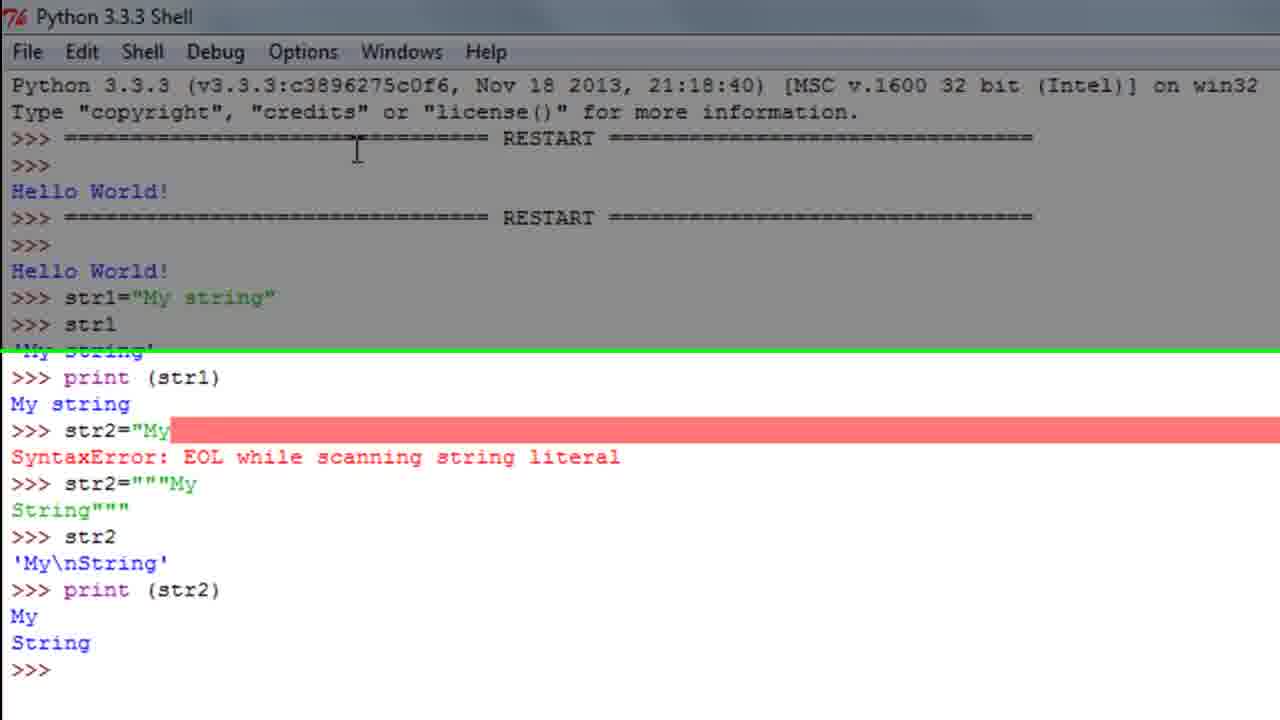 Python 3.3.3 Shell
File Edit Shell Debug Options Windows Help
Python 3.3.3 (v3.3.3:c3896275c0f6, Nov 18 2013, 21:18:40) [MSC v.1600 32 bit (Intel)] on win32
Type "copyright", "credits" or "license()" for more information.
>>> ================================ RESTART ================================
>>>
Hello World!
>>> ================================ RESTART ================================
>>>
Hello World!
>>> str1="My string"
>>> str1
'My string'
>>> print (str1)
My string
>>> str2="My
SyntaxError: EOL while scanning string literal
>>> str2="""My
String"""
>>> str2
'My\nString'
>>> print (str2)
My
String
>>>